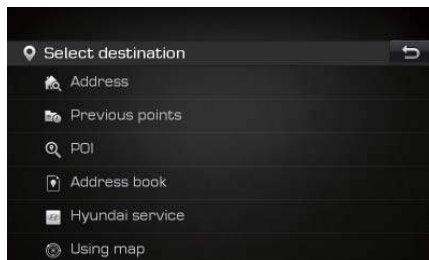 Select destination
Address
Previous points
POI
Address book
Hyundai service
Using map